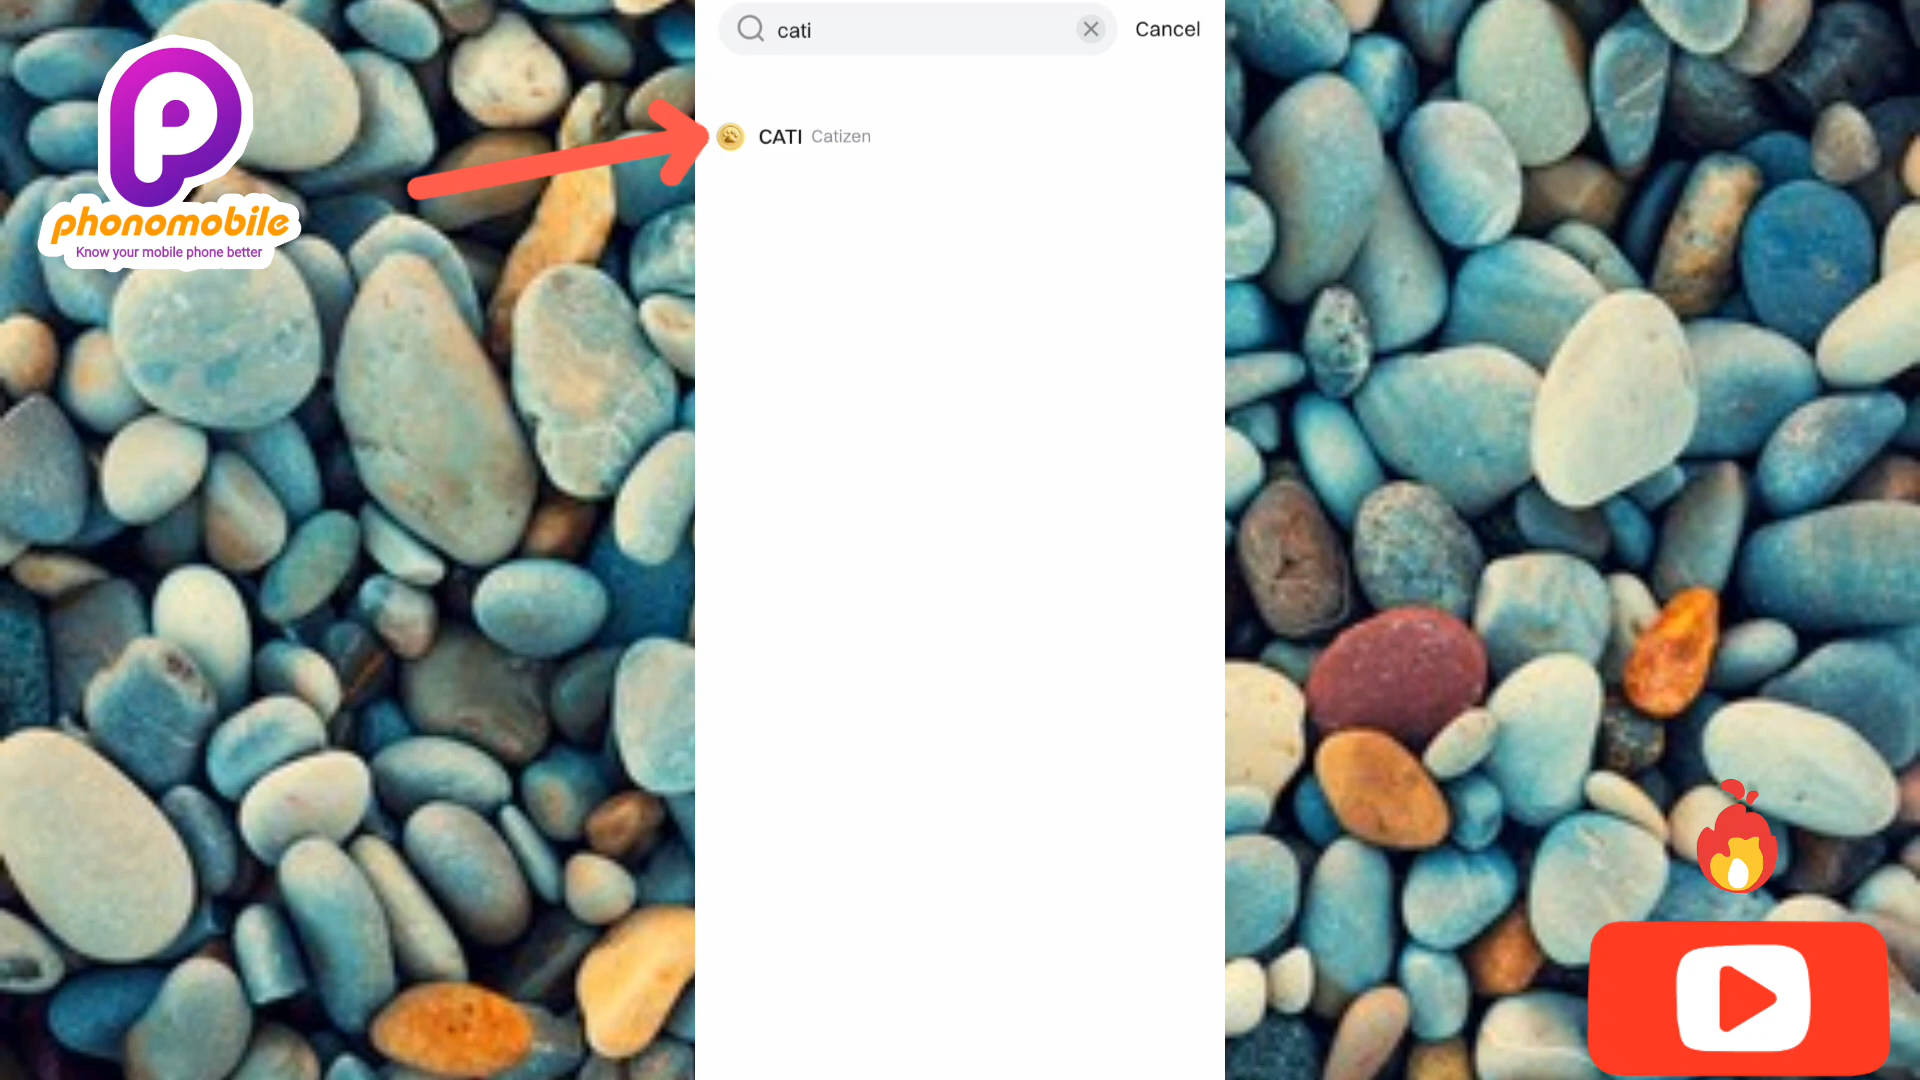 cati
Cancel
CATI Catizen
phonomobile
Know your mobile phone better